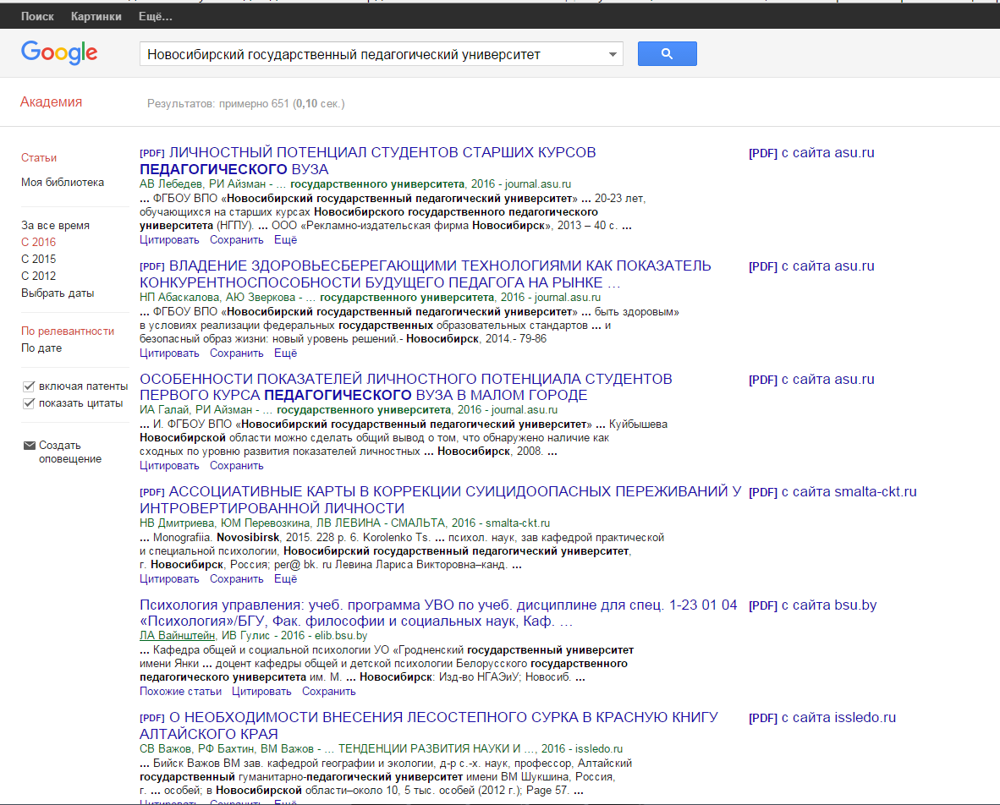 Поиск Картинки Ещё…
Google
Новосибирский государственный педагогический университет
Академия
Результатов: примерно 651 (0,10 сек.)
Статьи
Моя библиотека
За все время
С 2016
С 2015
С 2012
Выбрать даты
По релевантности
По дате
включая патенты
показать цитаты
Создать
оповещение
[PDF] ЛИЧНОСТНЫЙ ПОТЕНЦИАЛ СТУДЕНТОВ СТАРШИХ КУРСОВ
ПЕДАГОГИЧЕСКОГО ВУЗА
АВ Лебедев, РИ Айзман - … государственного университета, 2016 - journal.asu.ru
... ФГБОУ ВПО «Новосибирский государственный педагогический университет» ... 20-23 лет,
обучающихся на старших курсах Новосибирского государственного педагогического
университета (НГПУ). ... ООО «Рекламно-издательская фирма Новосибирск», 2013 – 40 с. ...
Цитировать Сохранить Ещё
[PDF] с сайта asu.ru
[PDF] ВЛАДЕНИЕ ЗДОРОВЬЕСБЕРЕГАЮЩИМИ ТЕХНОЛОГИЯМИ КАК ПОКАЗАТЕЛЬ
КОНКУРЕНТНОСПОСОБНОСТИ БУДУЩЕГО ПЕДАГОГА НА РЫНКЕ …
НП Абаскалова, АЮ Зверкова - … государственного университета, 2016 - journal.asu.ru
... ФГБОУ ВПО «Новосибирский государственный педагогический университет» ... быть здоровым»
в условиях реализации федеральных государственных образовательных стандартов ... и
безопасный образ жизни: новый уровень решений.- Новосибирск, 2014.- 79-86
Цитировать Сохранить Ещё
[PDF] с сайта asu.ru
ОСОБЕННОСТИ ПОКАЗАТЕЛЕЙ ЛИЧНОСТНОГО ПОТЕНЦИАЛА СТУДЕНТОВ
ПЕРВОГО КУРСА ПЕДАГОГИЧЕСКОГО ВУЗА В МАЛОМ ГОРОДЕ
ИА Галай, РИ Айзман - … государственного университета, 2016 - journal.asu.ru
... И. ФГБОУ ВПО «Новосибирский государственный педагогический университет» ... Куйбышева
Новосибирской области можно сделать общий вывод о том, что обнаружено наличие как
сходных по уровню развития показателей личностных ... Новосибирск, 2008. ...
Цитировать Сохранить
[PDF] с сайта asu.ru
[PDF] АССОЦИАТИВНЫЕ КАРТЫ В КОРРЕКЦИИ СУИЦИДООПАСНЫХ ПЕРЕЖИВАНИЙ У
ИНТРОВЕРТИРОВАННОЙ ЛИЧНОСТИ
НВ Дмитриева, ЮМ Перевозкина, ЛВ ЛЕВИНА - СМАЛЬТА, 2016 - smalta-ckt.ru
... Monografiia. Novosibirsk, 2015. 228 p. 6. Korolenko Ts. ... психол. наук, зав кафедрой практической
и специальной психологии, Новосибирский государственный педагогический университет,
г. Новосибирск, Россия; per@ bk. ru Левина Лариса Викторовна–канд. ...
Цитировать Сохранить Ещё
[PDF] с сайта smalta-ckt.ru
Психология управления: учеб. программа УВО по учеб. дисциплине для спец. 1-23 01 04
«Психология»/БГУ, Фак. философии и социальных наук, Каф. …
ЛА Вайнштейн, ИВ Гулис - 2016 - elib.bsu.by
... Кафедра общей и социальной психологии УО «Гродненский государственный университет
имени Янки ... доцент кафедры общей и детской психологии Белорусского государственного
педагогического университета им. М. ... Новосибирск: Изд-во НГАЭиУ; Новосиб. ...
Похожие статьи Цитировать Сохранить
[PDF] с сайта bsu.by
[PDF] О НЕОБХОДИМОСТИ ВНЕСЕНИЯ ЛЕСОСТЕПНОГО СУРКА В КРАСНУЮ КНИГУ
АЛТАЙСКОГО КРАЯ
СВ Важов, РФ Бахтин, ВМ Важов - … ТЕНДЕНЦИИ РАЗВИТИЯ НАУКИ И …, 2016 - issledo.ru
... Бийск Важов ВМ зав. кафедрой географии и экологии, д-р с.-х. наук, профессор, Алтайский
государственный гуманитарно-педагогический университет имени ВМ Шукшина, Россия,
г. ... особей; в Новосибирской области–около 10, 5 тыс. особей (2012 г.); Page 57. ...
Цитировать Сохранить Ещё
[PDF] с сайта issledo.ru